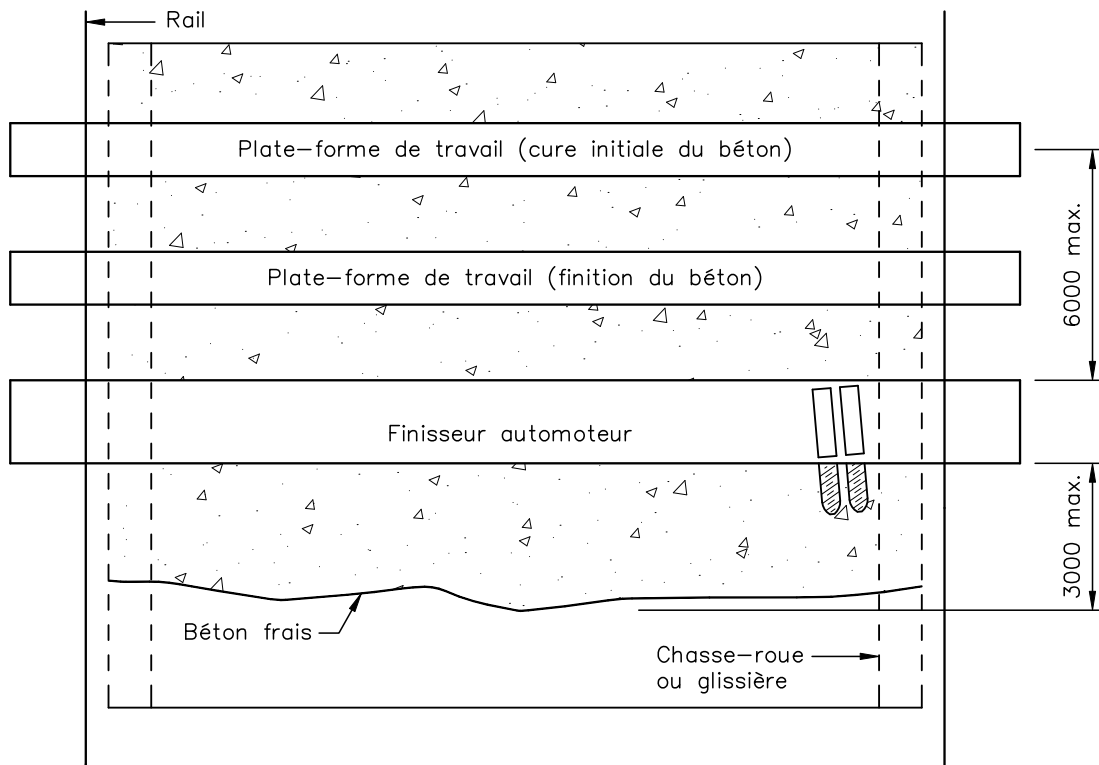 Rail
Plate-forme de travail (cure initiale du béton)
6000 max.
Plate-forme de travail (finition du béton)
Finisseur automoteur
3000 max.
Béton frais
Chasse-roue
ou glissière